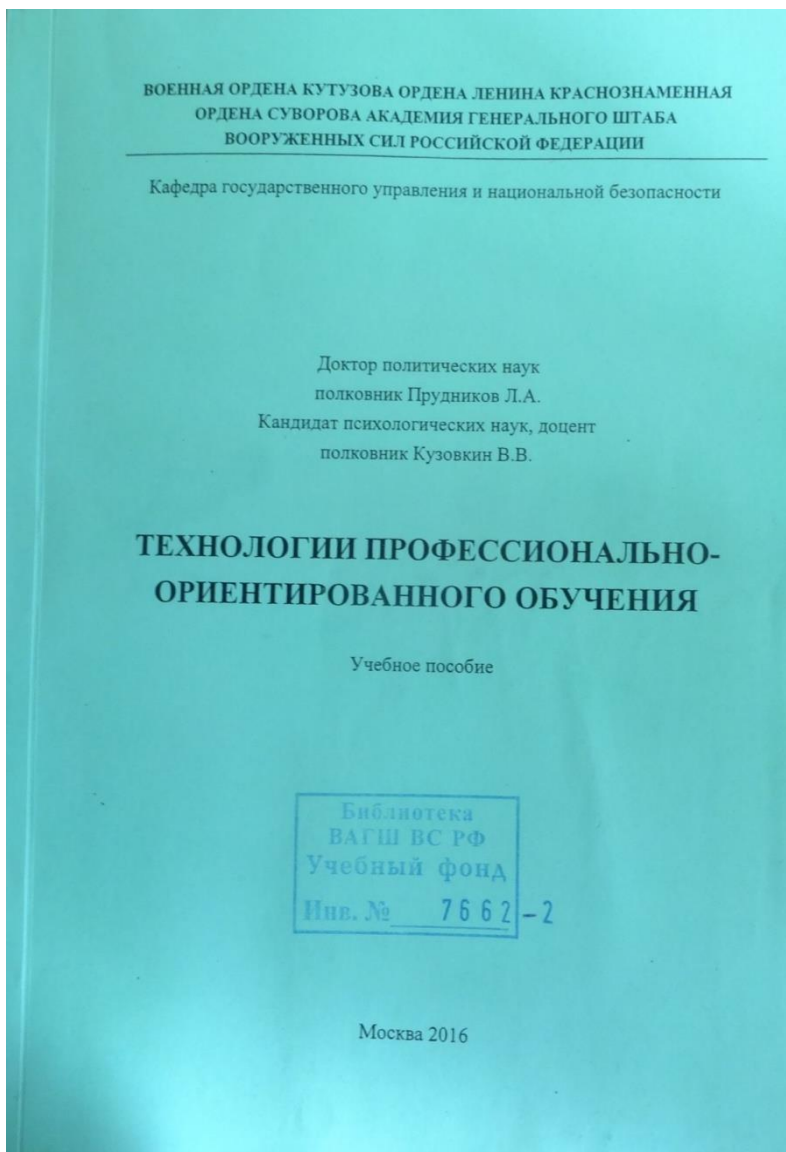 ВОЕННАЯ ОРДЕНА КУТУЗОВА ОРДЕНА ЛЕНИНА КРАСНОЗНАМЕННАЯ
ОРДЕНА СУВОРОВА АКАДЕМИЯ ГЕНЕРАЛЬНОГО ШТАБА
ВООРУЖЕННЫХ СИЛ РОССИЙСКОЙ ФЕДЕРАЦИИ
Кафедра государственного управления и национальной безопасности
Доктор политических наук
полковник Прудников Л.А.
Кандидат психологических наук, доцент
полковник Кузовкин В.В.
ТЕХНОЛОГИИ ПРОФЕССИОНАЛЬНО-
ОРИЕНТИРОВАННОГО ОБУЧЕНИЯ
Учебное пособие
Библиотека
ВАГШ ВС РФ
Учебный фонд
Инв. № 7662-2
Москва 2016